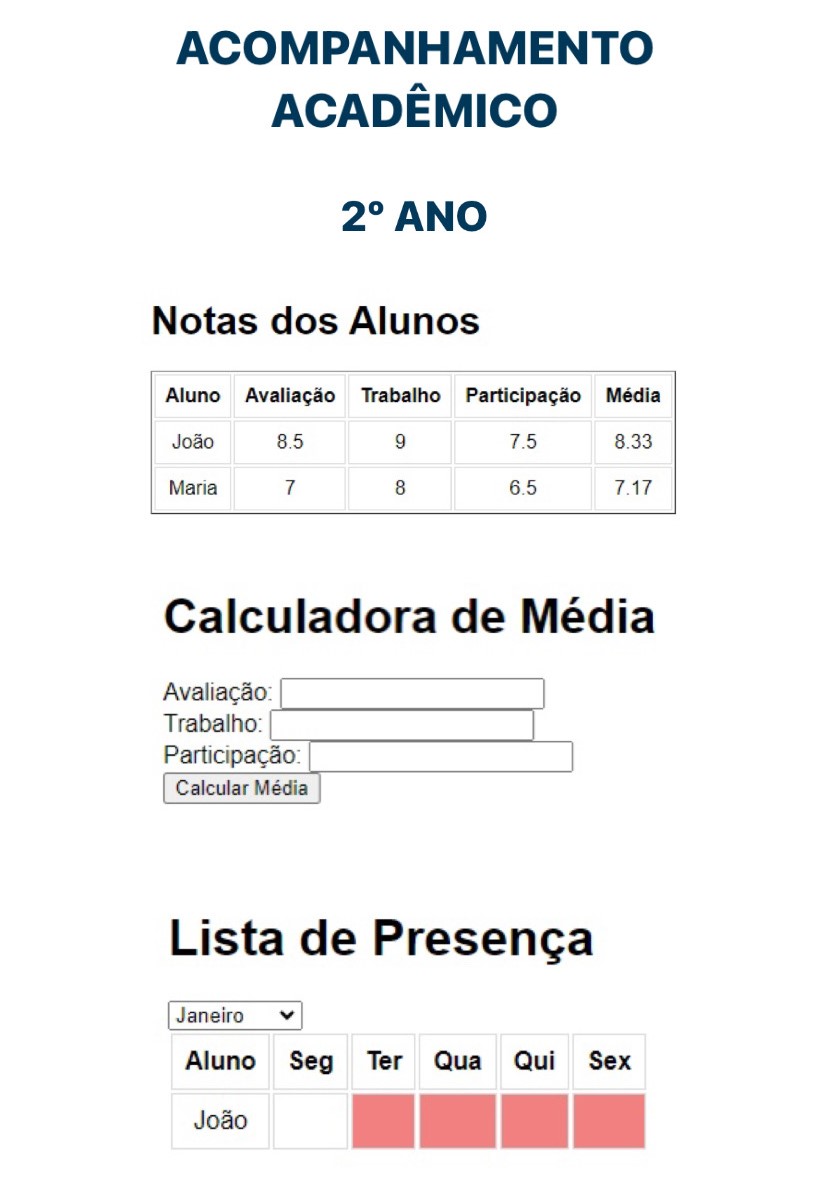 ACOMPANHAMENTO
ACADÊMICO
2º ANO
Notas dos Alunos
Aluno Avaliação Trabalho Participação Média
João 8.5 9 7.5 8.33
Maria 7 8 6.5 7.17
Calculadora de Média
Avaliação:
Trabalho:
Participação:
Calcular Média
Lista de Presença
Janeiro
Aluno Seg Ter Qua Qui Sex
João